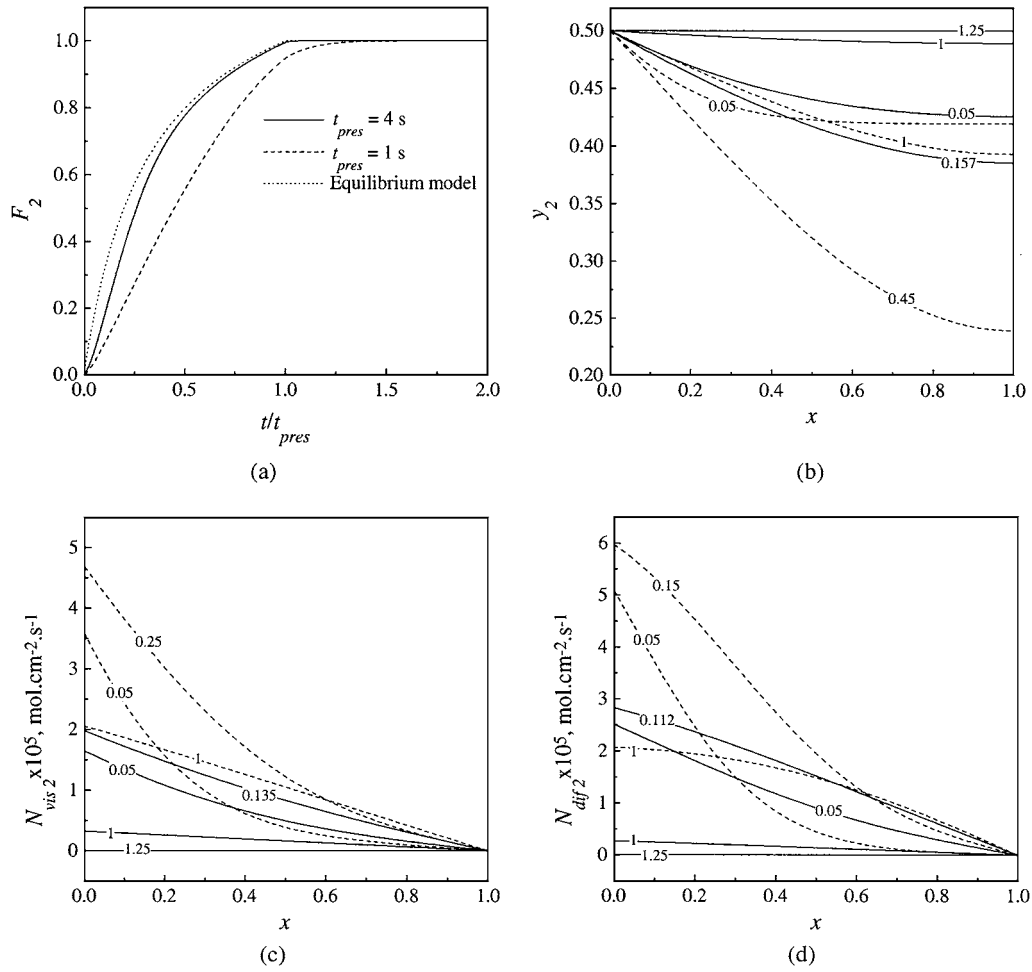 1.0
0.8
0.6
0.4
0.2
0.0
F2
0.0 0.5 1.0 1.5 2.0
t/tpres
tpres = 4 s
tpres = 1 s
Equilibrium model
(a)
0.50
0.45
0.40
0.35
0.30
0.25
0.20
y2
0.0 0.2 0.4 0.6 0.8 1.0
x
1.25
1
0.05
0.05
1
0.157
0.45
(b)
5
4
3
2
1
0
Nvis 2 x10⁵, mol.cm⁻².s⁻¹
0.0 0.2 0.4 0.6 0.8 1.0
x
0.25
0.05
1
0.05
0.135
1
1.25
(c)
6
5
4
3
2
1
0
Ndif 2 x10⁵, mol.cm⁻².s⁻¹
0.0 0.2 0.4 0.6 0.8 1.0
x
0.15
0.05
0.112
1
0.05
1
1.25
(d)